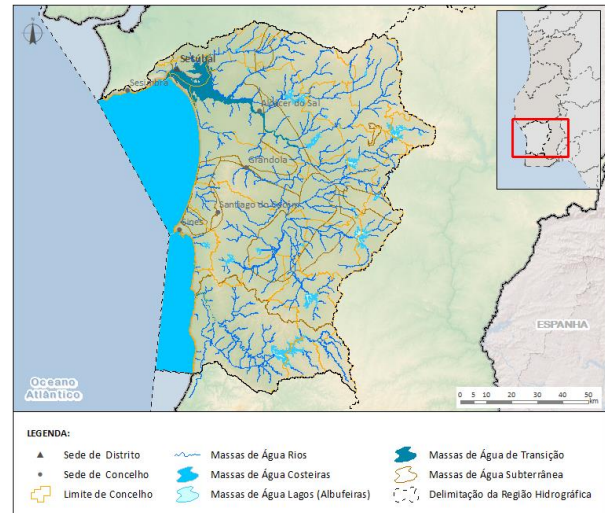 N
Setúbal
Sesimbra
Alcácer do Sal
Grândola
Santiago do Cacém
Sines
ESPANHA
Oceano
Atlântico
0 5 10 20 30 40 50
km
LEGENDA:
Sede de Distrito
Sede de Concelho
Limite de Concelho
Massas de Água Rios
Massas de Água Costeiras
Massas de Água Lagos (Albufeiras)
Massas de Água de Transição
Massas de Água Subterrânea
Delimitação da Região Hidrográfica